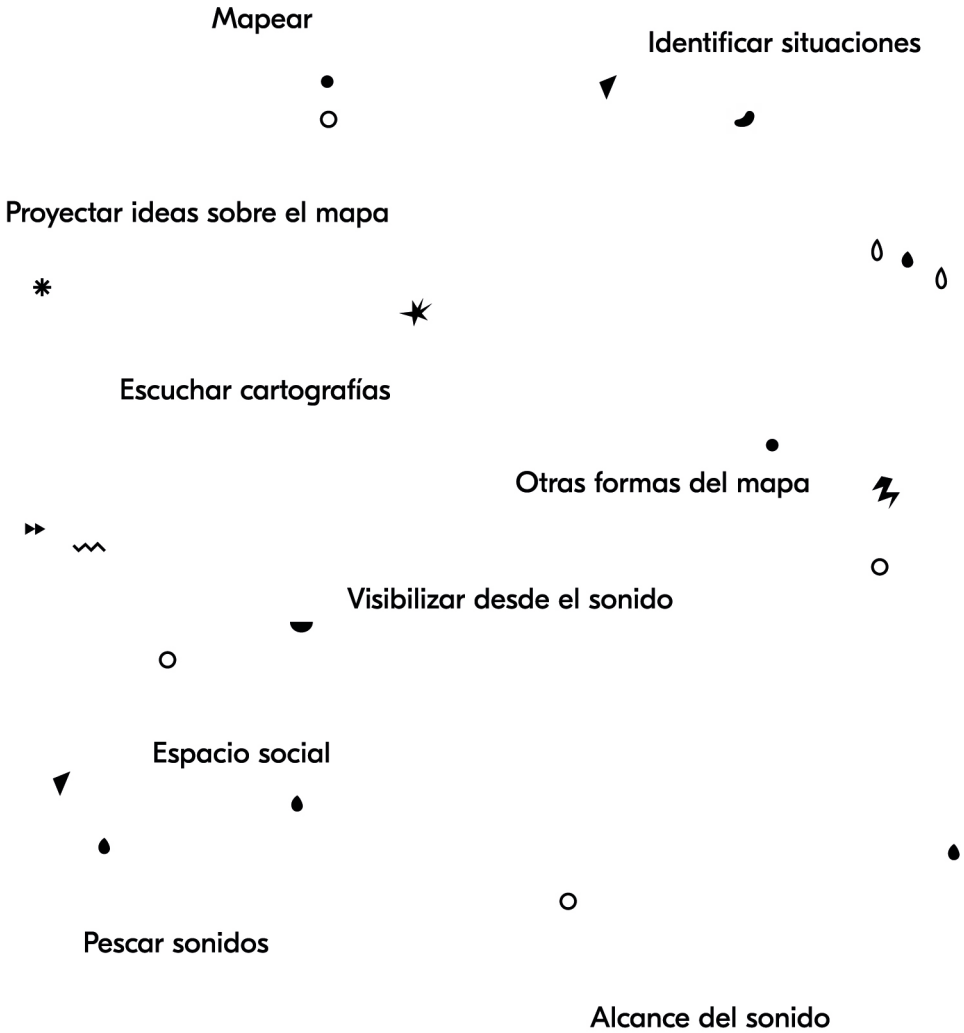 Mapear
Identificar situaciones
Proyectar ideas sobre el mapa
Escuchar cartografías
Otras formas del mapa
Visibilizar desde el sonido
Espacio social
Pescar sonidos
Alcance del sonido